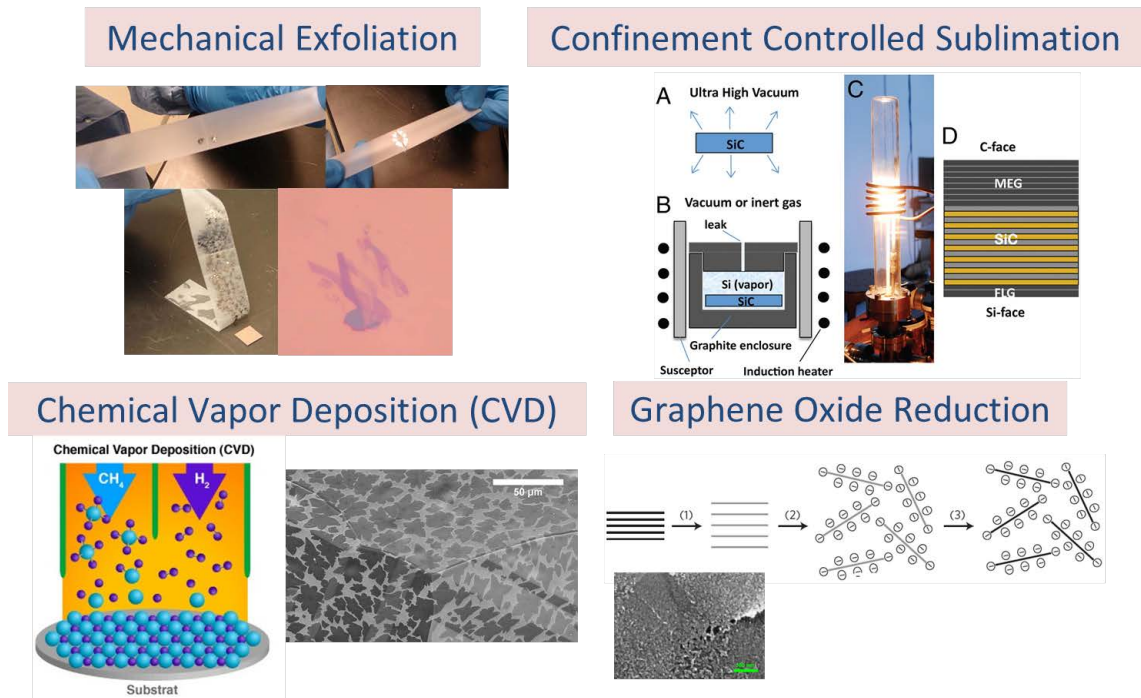 Mechanical Exfoliation
Confinement Controlled Sublimation
A
Ultra High Vacuum
SiC
B
Vacuum or inert gas
leak
Si (vapor)
SiC
Graphite enclosure
Susceptor
Induction heater
C
D
C-face
MEG
SiC
FLG
Si-face
Chemical Vapor Deposition (CVD)
Chemical Vapor Deposition (CVD)
CH4
H2
Substrat
50 µm
Graphene Oxide Reduction
(1)
(2)
(3)